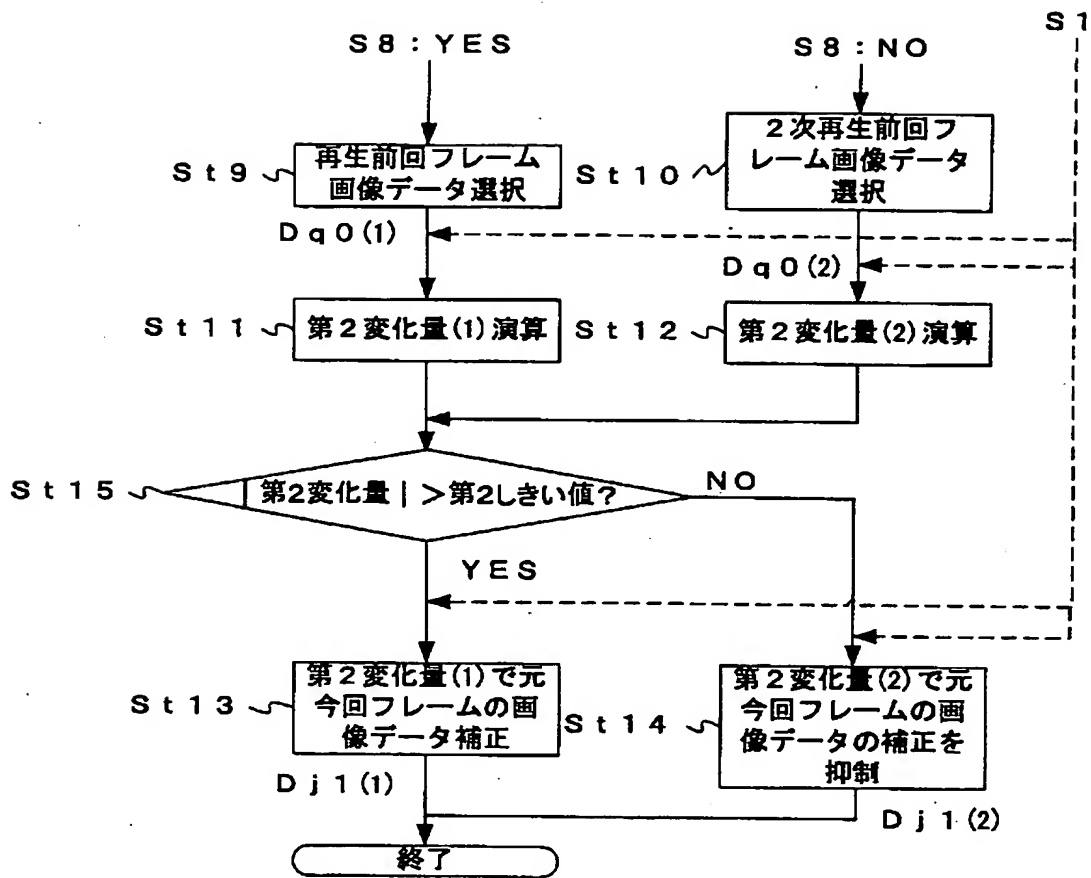 S1
S8：YES
S8：NO
St9
再生前回フレーム
画像データ選択
St10
2次再生前回フ
レーム画像データ
選択
Dq0(1)
Dq0(2)
St11
第2変化量(1)演算
St12
第2変化量(2)演算
St15
|第2変化量|＞第2しきい値？
NO
YES
St13
第2変化量(1)で元
今回フレームの画
像データ補正
St14
第2変化量(2)で元
今回フレームの画
像データの補正を
抑制
Dj1(1)
Dj1(2)
終了